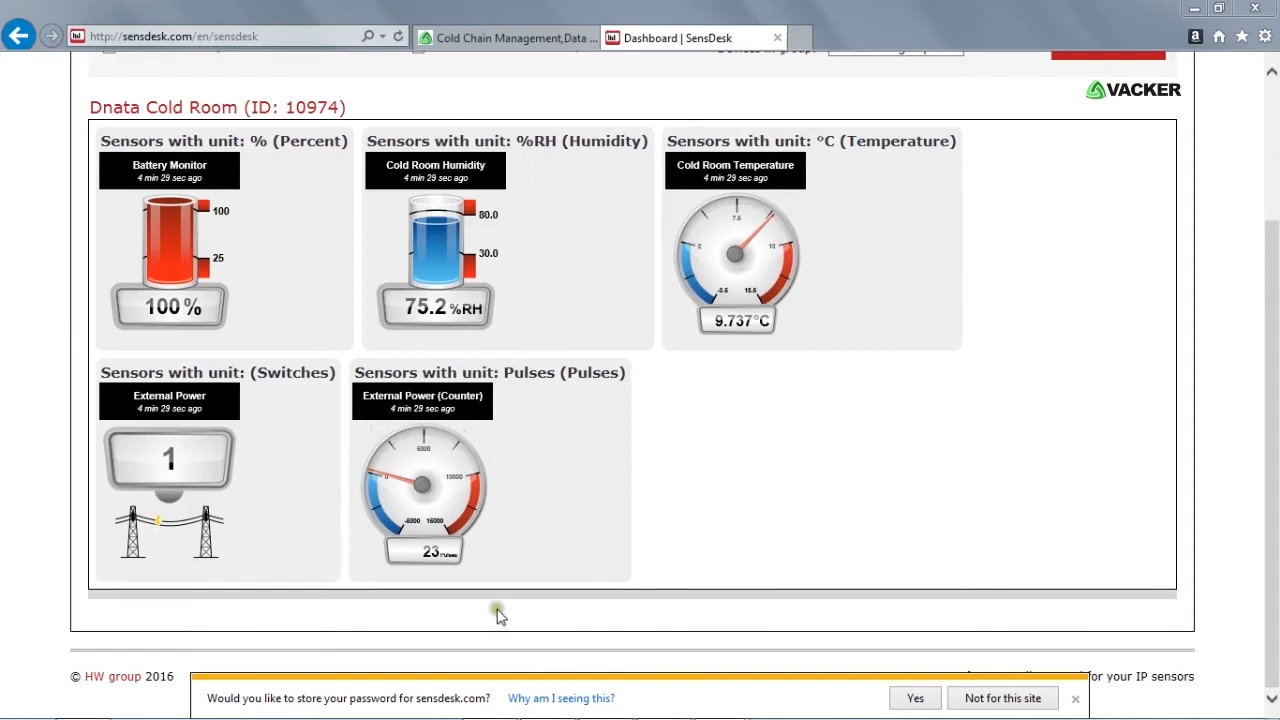 http://sensdesk.com/en/sensdesk
Cold Chain Management,Data ...
Dashboard | SensDesk
VACKER
Dnata Cold Room (ID: 10974)
Sensors with unit: % (Percent)
Battery Monitor
4 min 29 sec ago
100
25
100%
Sensors with unit: %RH (Humidity)
Cold Room Humidity
4 min 29 sec ago
80.0
30.0
75.2 %RH
Sensors with unit: °C (Temperature)
Cold Room Temperature
4 min 29 sec ago
2
10
18.6
9.737°C
Sensors with unit: (Switches)
External Power
4 min 29 sec ago
1
Sensors with unit: Pulses (Pulses)
External Power (Counter)
4 min 29 sec ago
0
10000
23 Pulses
© HW group 2016
for your IP sensors
Would you like to store your password for sensdesk.com?
Why am I seeing this?
Yes
Not for this site